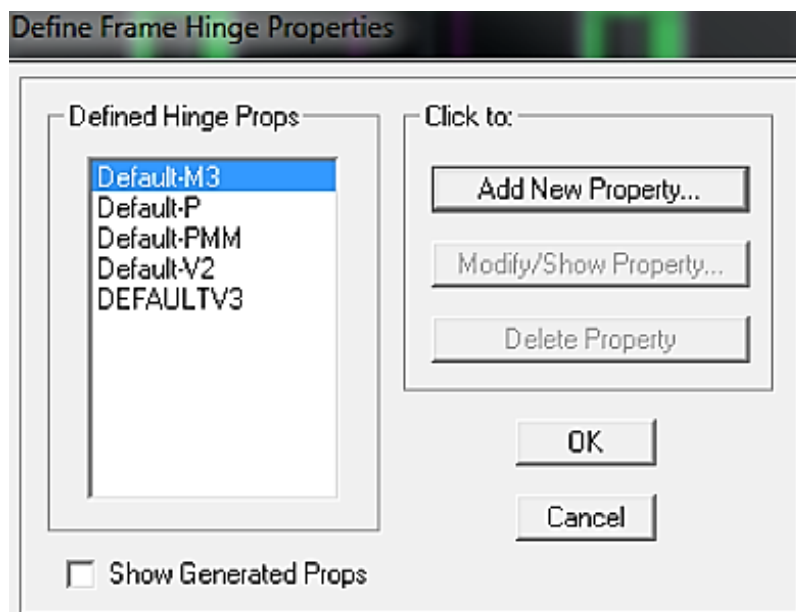 Define Frame Hinge Properties
Defined Hinge Props
Default-M3
Default-P
Default-PMM
Default-V2
DEFAULTV3
Show Generated Props
Click to:
Add New Property...
Modify/Show Property...
Delete Property
OK
Cancel